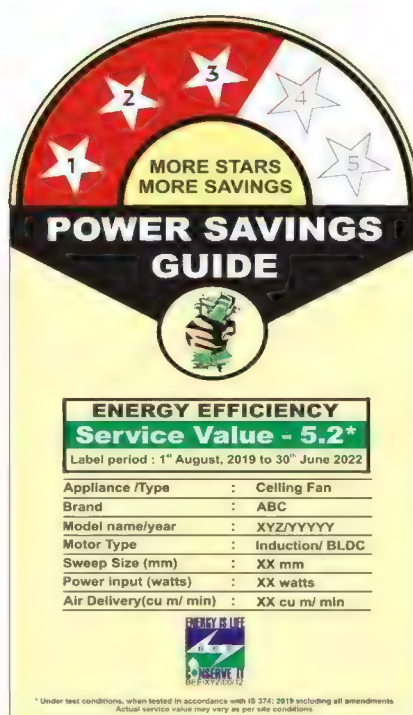 1
2
3
4
5
MORE STARS
MORE SAVINGS
POWER SAVINGS
GUIDE
ENERGY EFFICIENCY
Service Value - 5.2*
Label period : 1st August, 2019 to 30th June 2022
Appliance /Type : Ceiling Fan
Brand : ABC
Model name/year : XYZ/YYYYY
Motor Type : Induction/ BLDC
Sweep Size (mm) : XX mm
Power input (watts) : XX watts
Air Delivery(cu m/ min) : XX cu m/ min
ENERGY IS LIFE
CONSERVE IT
* Under test conditions, when tested in accordance with IS 374: 2019 including all amendments
Actual service value may vary as per site conditions